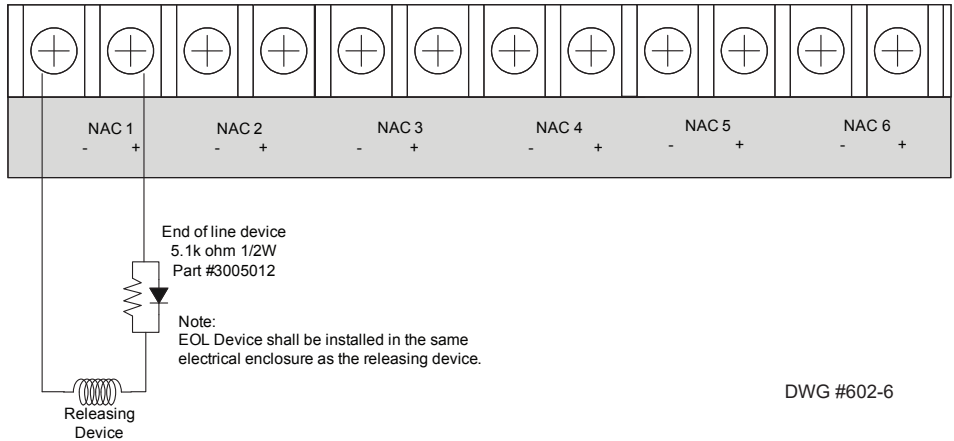 NAC 1 NAC 2 NAC 3 NAC 4 NAC 5 NAC 6
- + - + - + - + - + - +
End of line device
5.1k ohm 1/2W
Part #3005012
Note:
EOL Device shall be installed in the same
electrical enclosure as the releasing device.
Releasing
Device
DWG #602-6